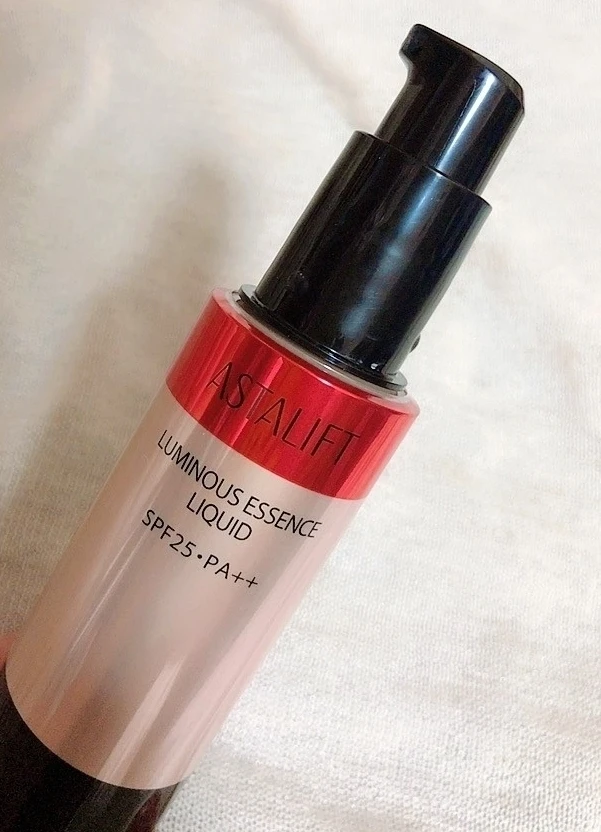 ASTALIFT
LUMINOUS ESSENCE
LIQUID
SPF25・PA++